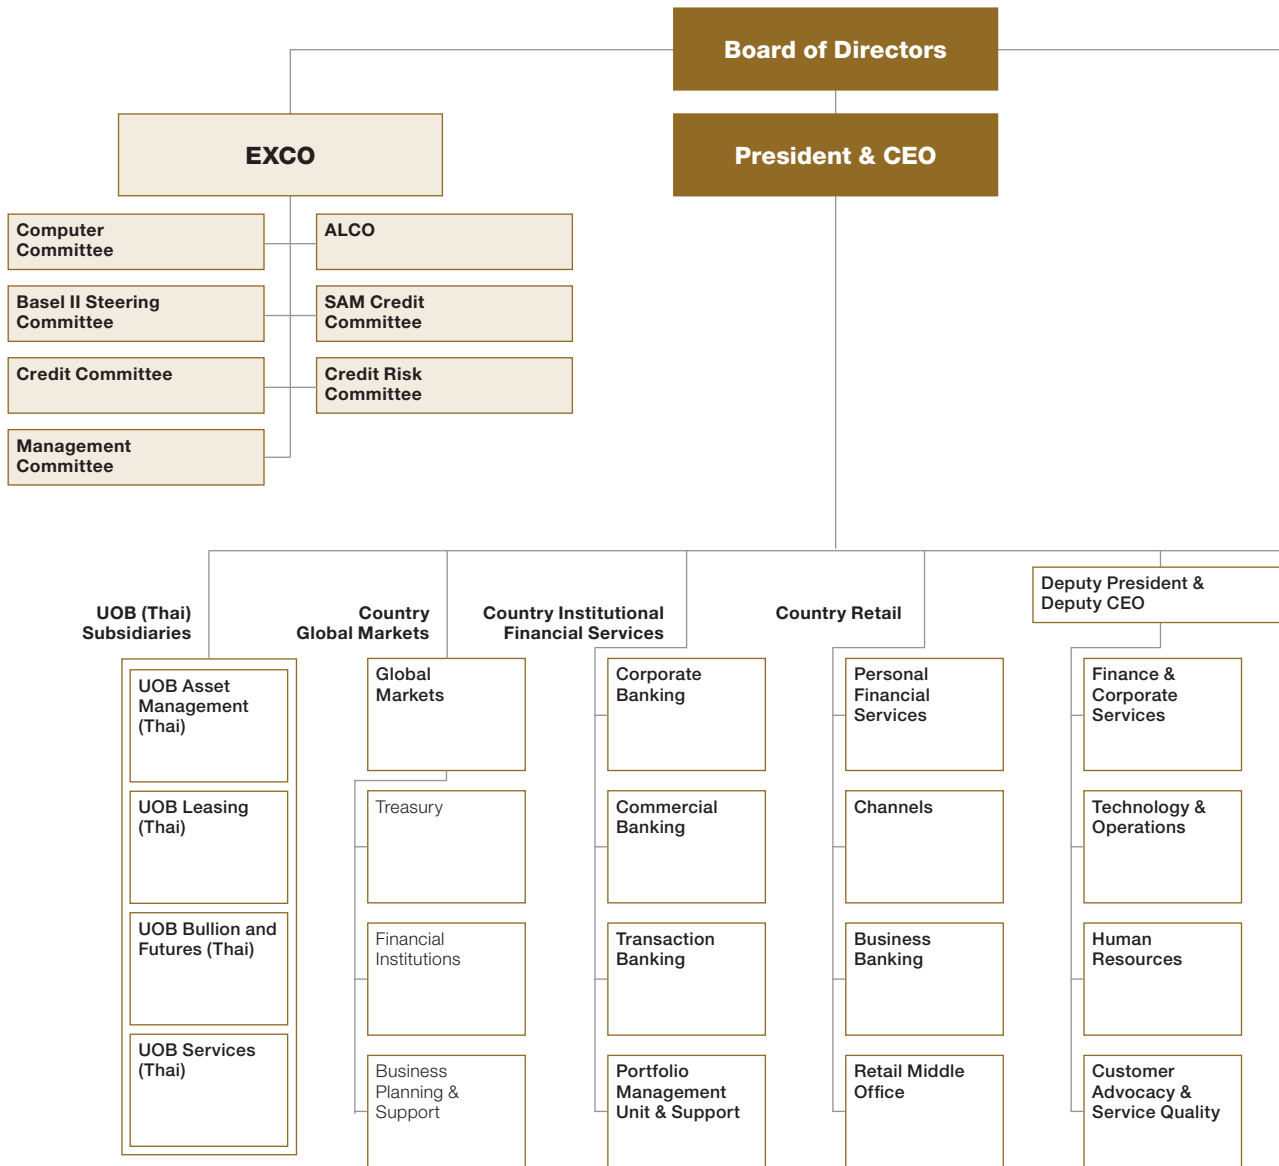 Board of Directors
EXCO
President & CEO
Computer
Committee
ALCO
Basel II Steering
Committee
SAM Credit
Committee
Credit Committee
Credit Risk
Committee
Management
Committee
UOB (Thai)
Subsidiaries
UOB Asset
Management
(Thai)
UOB Leasing
(Thai)
UOB Bullion and
Futures (Thai)
UOB Services
(Thai)
Country
Global Markets
Global
Markets
Treasury
Financial
Institutions
Business
Planning &
Support
Country Institutional
Financial Services
Corporate
Banking
Commercial
Banking
Transaction
Banking
Portfolio
Management
Unit & Support
Country Retail
Personal
Financial
Services
Channels
Business
Banking
Retail Middle
Office
Deputy President &
Deputy CEO
Finance &
Corporate
Services
Technology &
Operations
Human
Resources
Customer
Advocacy &
Service Quality